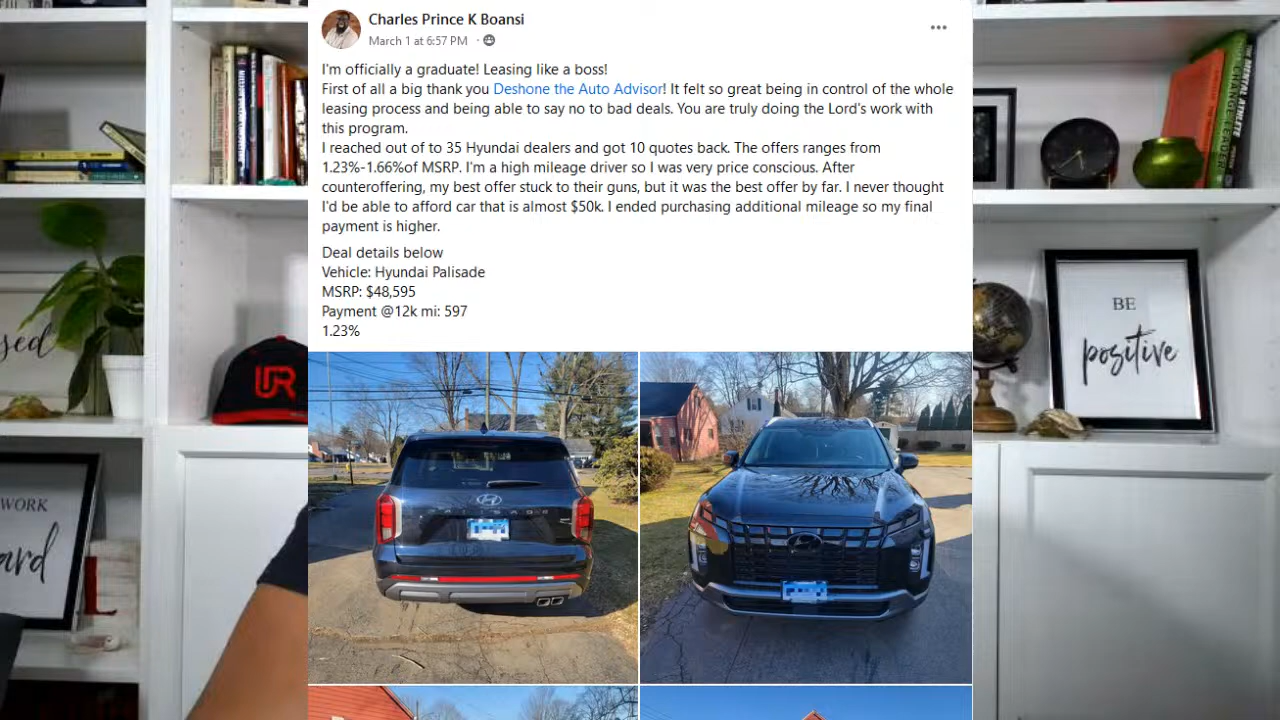 Charles Prince K Boansi
March 1 at 6:57 PM ·
I'm officially a graduate! Leasing like a boss!
First of all a big thank you Deshone the Auto Advisor! It felt so great being in control of the whole
leasing process and being able to say no to bad deals. You are truly doing the Lord's work with
this program.
I reached out of to 35 Hyundai dealers and got 10 quotes back. The offers ranges from
1.23%-1.66%of MSRP. I'm a high mileage driver so I was very price conscious. After
counteroffering, my best offer stuck to their guns, but it was the best offer by far. I never thought
I'd be able to afford car that is almost $50k. I ended purchasing additional mileage so my final
payment is higher.
Deal details below
Vehicle: Hyundai Palisade
MSRP: $48,595
Payment @12k mi: 597
1.23%
BE
positive
WORK
PALISADE
THE MENTAL ATHLETE